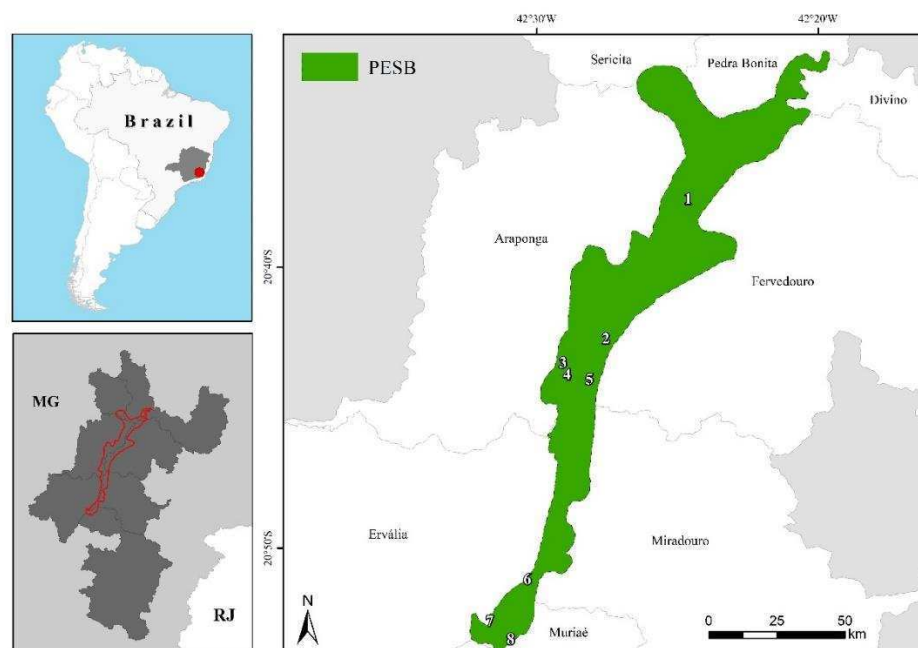 42°30'W
42°20'W
Brazil
PESB
Sericita
Pedra Bonita
Divino
1
Araponga
20°40'S
Fervedouro
2
3
4
5
MG
RJ
Ervália
20°50'S
Miradouro
6
7
8
Muriaé
N
0 25 50
km